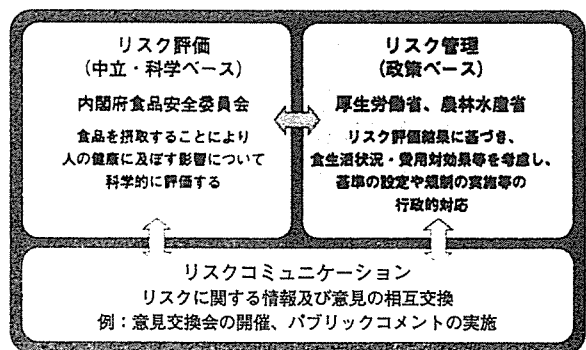 リスク評価
（中立・科学ベース）
内閣府食品安全委員会
食品を摂取することにより
人の健康に及ぼす影響について
科学的に評価する
リスク管理
（政策ベース）
厚生労働省、農林水産省
リスク評価結果に基づき、
食生活状況・費用対効果等を考慮し、
基準の設定や規制の実施等の
行政的対応
リスクコミュニケーション
リスクに関する情報及び意見の相互交換
例：意見交換会の開催、パブリックコメントの実施